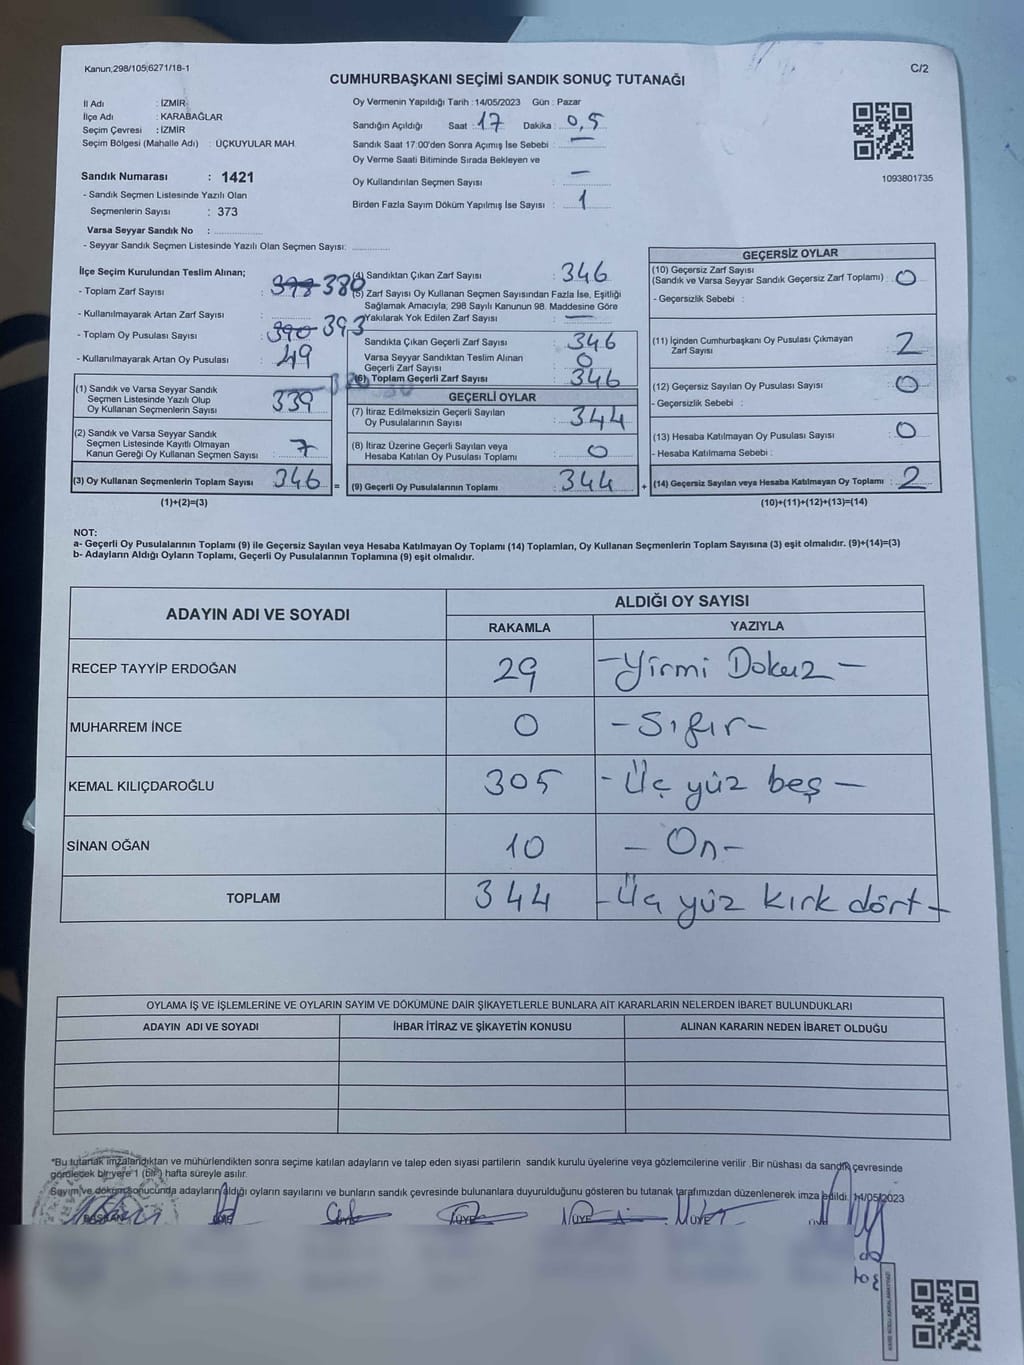 Kanun,298/105;6271/18-1
C/2
CUMHURBAŞKANI SEÇİMİ SANDIK SONUÇ TUTANAĞI
İl Adı : İZMİR
İlçe Adı : KARABAĞLAR
Seçim Çevresi : İZMİR
Seçim Bölgesi (Mahalle Adı) : ÜÇKUYULAR MAH.
Sandık Numarası : 1421
- Sandık Seçmen Listesinde Yazılı Olan
Seçmenlerin Sayısı : 373
Varsa Seyyar Sandık No :
- Seyyar Sandık Seçmen Listesinde Yazılı Olan Seçmen Sayısı:
Oy Vermenin Yapıldığı Tarih :14/05/2023 Gün : Pazar
Sandığın Açıldığı Saat : 17 Dakika : 0,5
Sandık Saat 17:00'den Sonra Açımış İse Sebebi : —
Oy Verme Saati Bitiminde Sırada Bekleyen ve
Oy Kullandırılan Seçmen Sayısı : —
Birden Fazla Sayım Döküm Yapılmış İse Sayısı : 1
1093801735
İlçe Seçim Kurulundan Teslim Alınan;
- Toplam Zarf Sayısı : 398 380
- Kullanılmayarak Artan Zarf Sayısı :
- Toplam Oy Pusulası Sayısı : 390 393
- Kullanılmayarak Artan Oy Pusulası : 49
(1) Sandık ve Varsa Seyyar Sandık
Seçmen Listesinde Yazılı Olup
Oy Kullanan Seçmenlerin Sayısı : 339
(2) Sandık ve Varsa Seyyar Sandık
Seçmen Listesinde Kayıtlı Olmayan
Kanun Gereği Oy Kullanan Seçmen Sayısı : 7
(3) Oy Kullanan Seçmenlerin Toplam Sayısı : 346 =
(1)+(2)=(3)
(4) Sandıktan Çıkan Zarf Sayısı : 346
(5) Zarf Sayısı Oy Kullanan Seçmen Sayısından Fazla İse, Eşitliği
Sağlamak Amacıyla, 298 Sayılı Kanunun 98. Maddesine Göre
Yakılarak Yok Edilen Zarf Sayısı : —
Sandıkta Çıkan Geçerli Zarf Sayısı : 346
Varsa Seyyar Sandıktan Teslim Alınan
Geçerli Zarf Sayısı : 0
(6) Toplam Geçerli Zarf Sayısı : 346
GEÇERLİ OYLAR
(7) İtiraz Edilmeksizin Geçerli Sayılan
Oy Pusulalarının Sayısı : 344
(8) İtiraz Üzerine Geçerli Sayılan veya
Hesaba Katılan Oy Pusulası Toplamı : 0
(9) Geçerli Oy Pusulalarının Toplamı : 344 +
GEÇERSİZ OYLAR
(10) Geçersiz Zarf Sayısı
(Sandık ve Varsa Seyyar Sandık Geçersiz Zarf Toplamı) : 0
- Geçersizlik Sebebi :
(11) İçinden Cumhurbaşkanı Oy Pusulası Çıkmayan
Zarf Sayısı : 2
(12) Geçersiz Sayılan Oy Pusulası Sayısı : 0
- Geçersizlik Sebebi :
(13) Hesaba Katılmayan Oy Pusulası Sayısı : 0
- Hesaba Katılmama Sebebi :
(14) Geçersiz Sayılan veya Hesaba Katılmayan Oy Toplamı : 2
(10)+(11)+(12)+(13)=(14)
NOT:
a- Geçerli Oy Pusulalarının Toplamı (9) ile Geçersiz Sayılan veya Hesaba Katılmayan Oy Toplamı (14) Toplamları, Oy Kullanan Seçmenlerin Toplam Sayısına (3) eşit olmalıdır. (9)+(14)=(3)
b- Adayların Aldığı Oyların Toplamı, Geçerli Oy Pusulalarının Toplamına (9) eşit olmalıdır.
ADAYIN ADI VE SOYADI
ALDIĞI OY SAYISI
RAKAMLA YAZIYLA
RECEP TAYYİP ERDOĞAN 29 - Yirmi Dokuz -
MUHARREM İNCE 0 - Sıfır -
KEMAL KILIÇDAROĞLU 305 - Üç yüz beş -
SİNAN OĞAN 10 - On -
TOPLAM 344 - Üç yüz kırk dört -
OYLAMA İŞ VE İŞLEMLERİNE VE OYLARIN SAYIM VE DÖKÜMÜNE DAİR ŞİKAYETLERLE BUNLARA AİT KARARLARIN NELERDEN İBARET BULUNDUKLARI
ADAYIN ADI VE SOYADI İHBAR İTİRAZ VE ŞİKAYETİN KONUSU ALINAN KARARIN NEDEN İBARET OLDUĞU
*Bu tutanak imzalandıktan ve mühürlendikten sonra seçime katılan adayların ve talep eden siyasi partilerin sandık kurulu üyelerine veya gözlemcilerine verilir .Bir nüshası da sandık çevresinde
görülecek bir yere 1 (bir) hafta süreyle asılır.
Sayım ve döküm sonucunda adayların aldığı oyların sayılarını ve bunların sandık çevresinde bulunanlara duyurulduğunu gösteren bu tutanak tarafımızdan düzenlenerek imza edildi. 14/05/2023
BAŞKAN ÜYE ÜYE ÜYE ÜYE ÜYE ÜYE